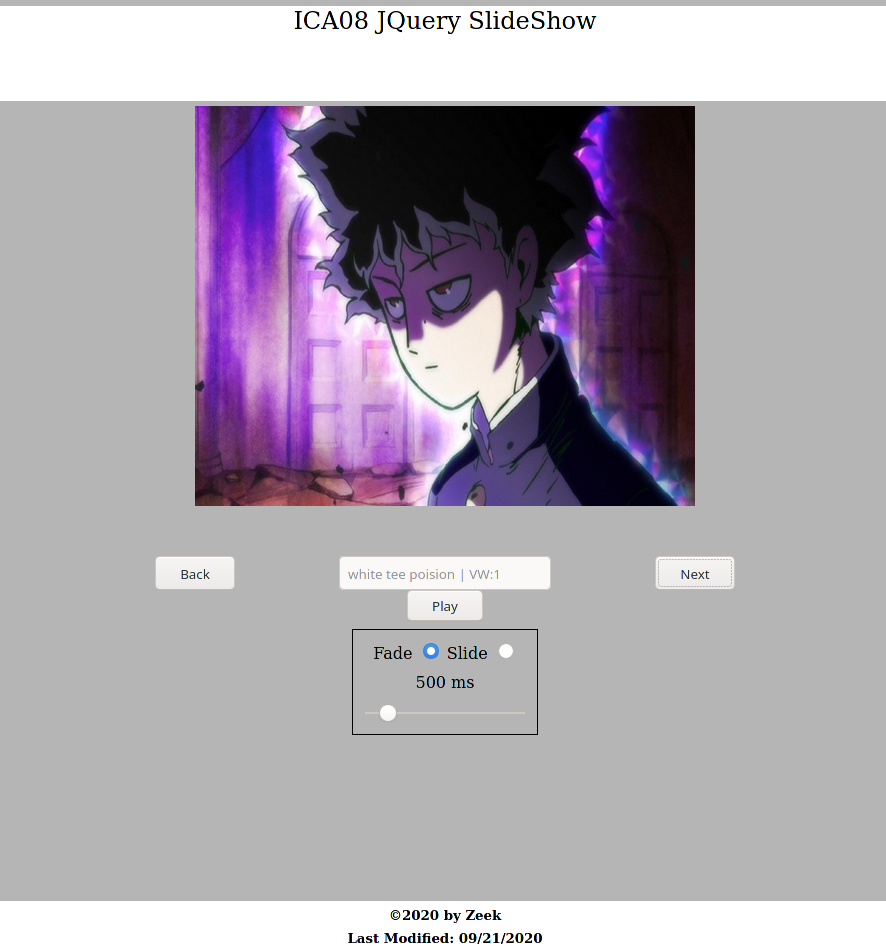 ICA08 JQuery SlideShow
Back
white tee poision | VW:1
Next
Play
Fade Slide
500 ms
©2020 by Zeek
Last Modified: 09/21/2020